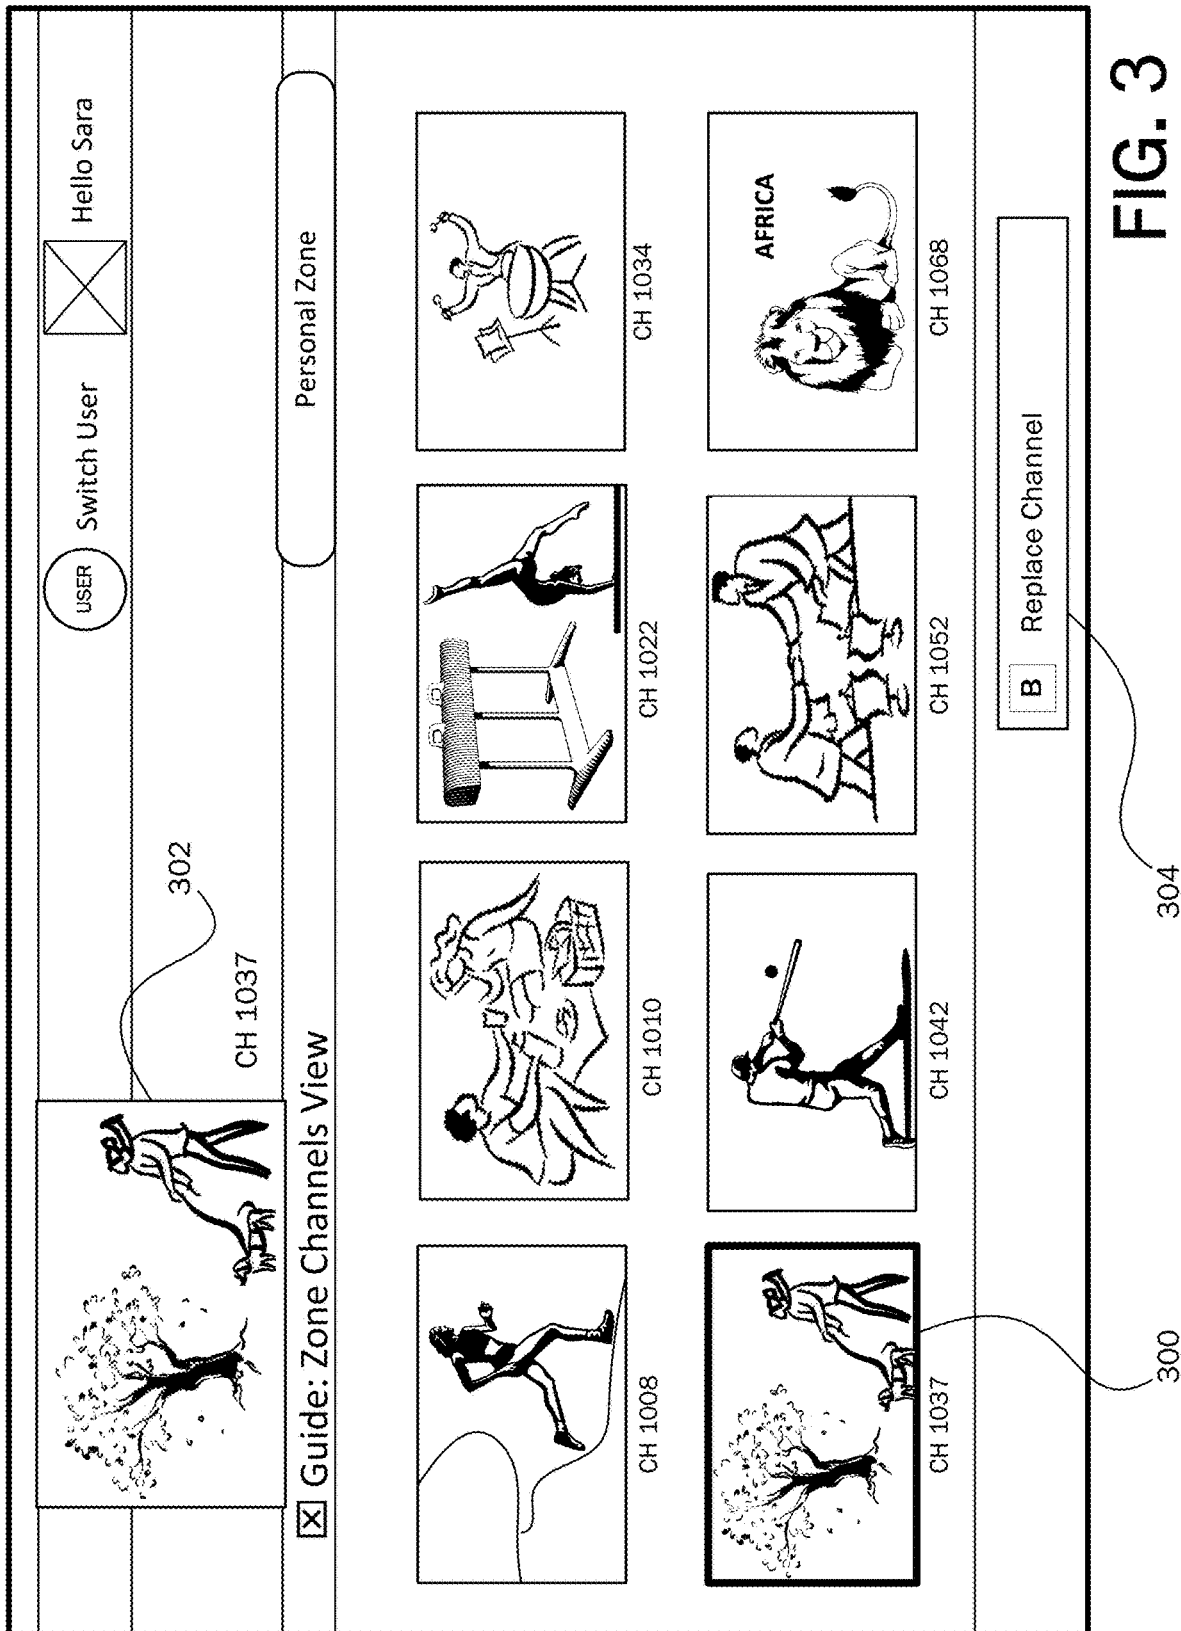 USER Switch User Hello Sara
302
CH 1037
X Guide: Zone Channels View Personal Zone
CH 1008 CH 1010 CH 1022 CH 1034
AFRICA
CH 1037 CH 1042 CH 1052 CH 1068
B Replace Channel
300 304
FIG. 3